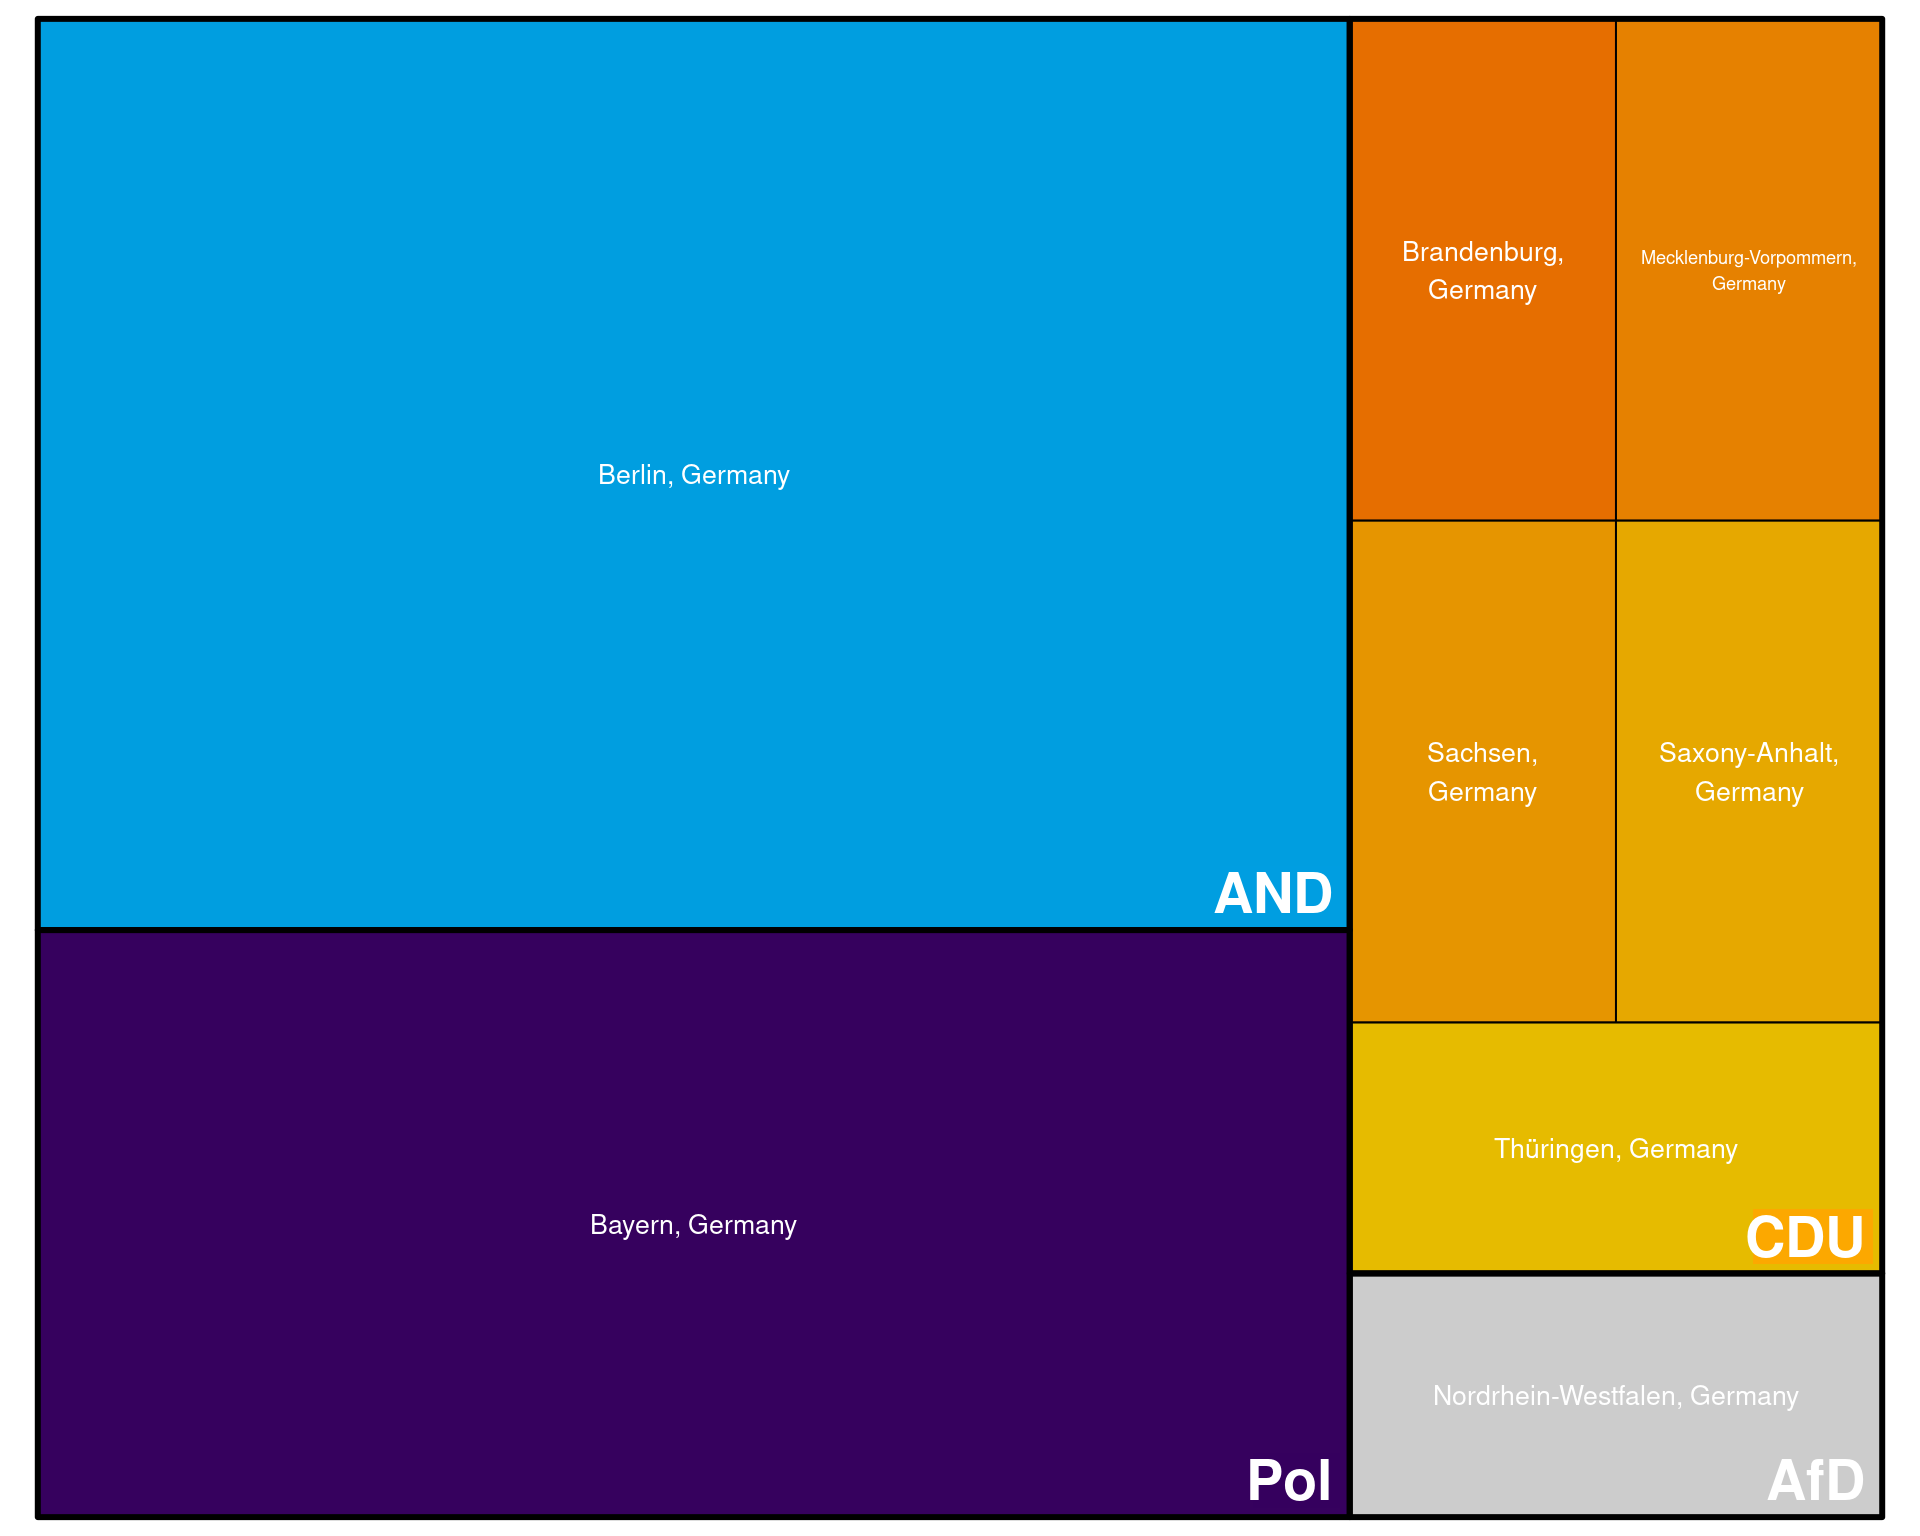 Berlin, Germany
AND
Bayern, Germany
Pol
Brandenburg,
Germany
Mecklenburg-Vorpommern,
Germany
Sachsen,
Germany
Saxony-Anhalt,
Germany
Thüringen, Germany
CDU
Nordrhein-Westfalen, Germany
AfD